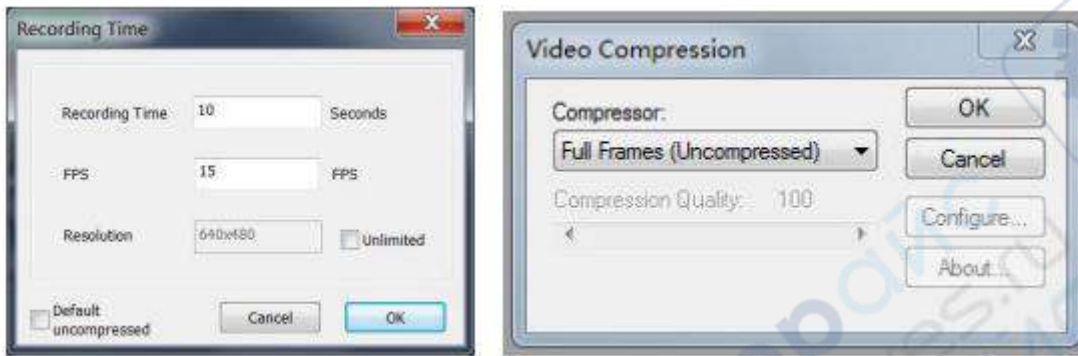 Recording Time
Recording Time 10 Seconds
FPS 15 FPS
Resolution 640x480 Unlimited
Default
uncompressed
Cancel OK
Video Compression
Compressor:
Full Frames (Uncompressed)
Compression Quality: 100
OK
Cancel
Configure...
About...